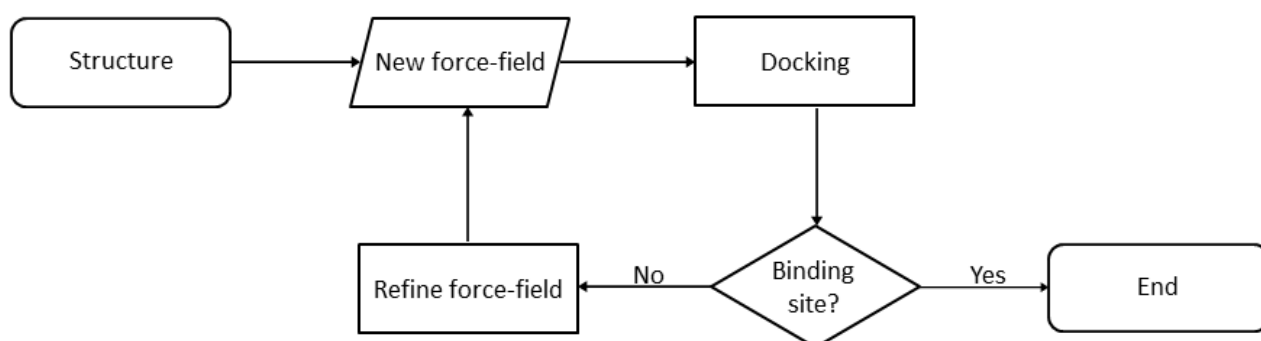 Structure
New force-field
Docking
Refine force-field
No
Binding
site?
Yes
End